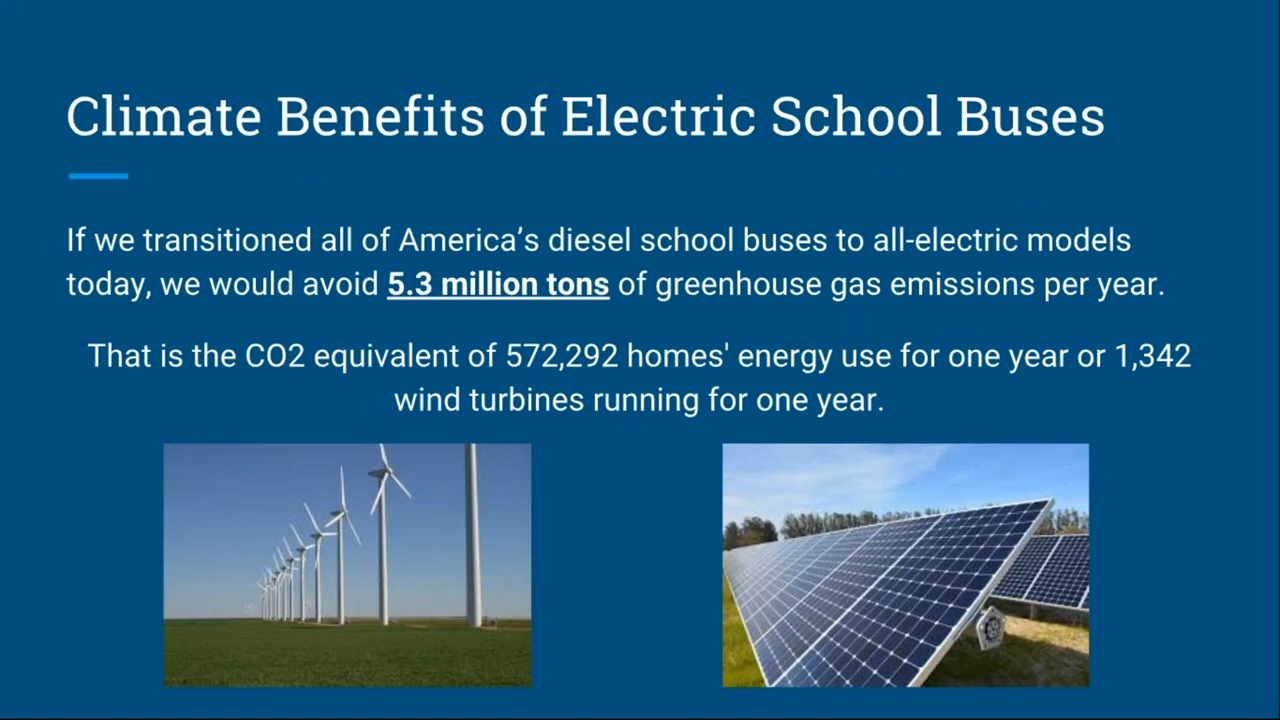 Climate Benefits of Electric School Buses
If we transitioned all of America’s diesel school buses to all-electric models
today, we would avoid 5.3 million tons of greenhouse gas emissions per year.
That is the CO2 equivalent of 572,292 homes' energy use for one year or 1,342
wind turbines running for one year.